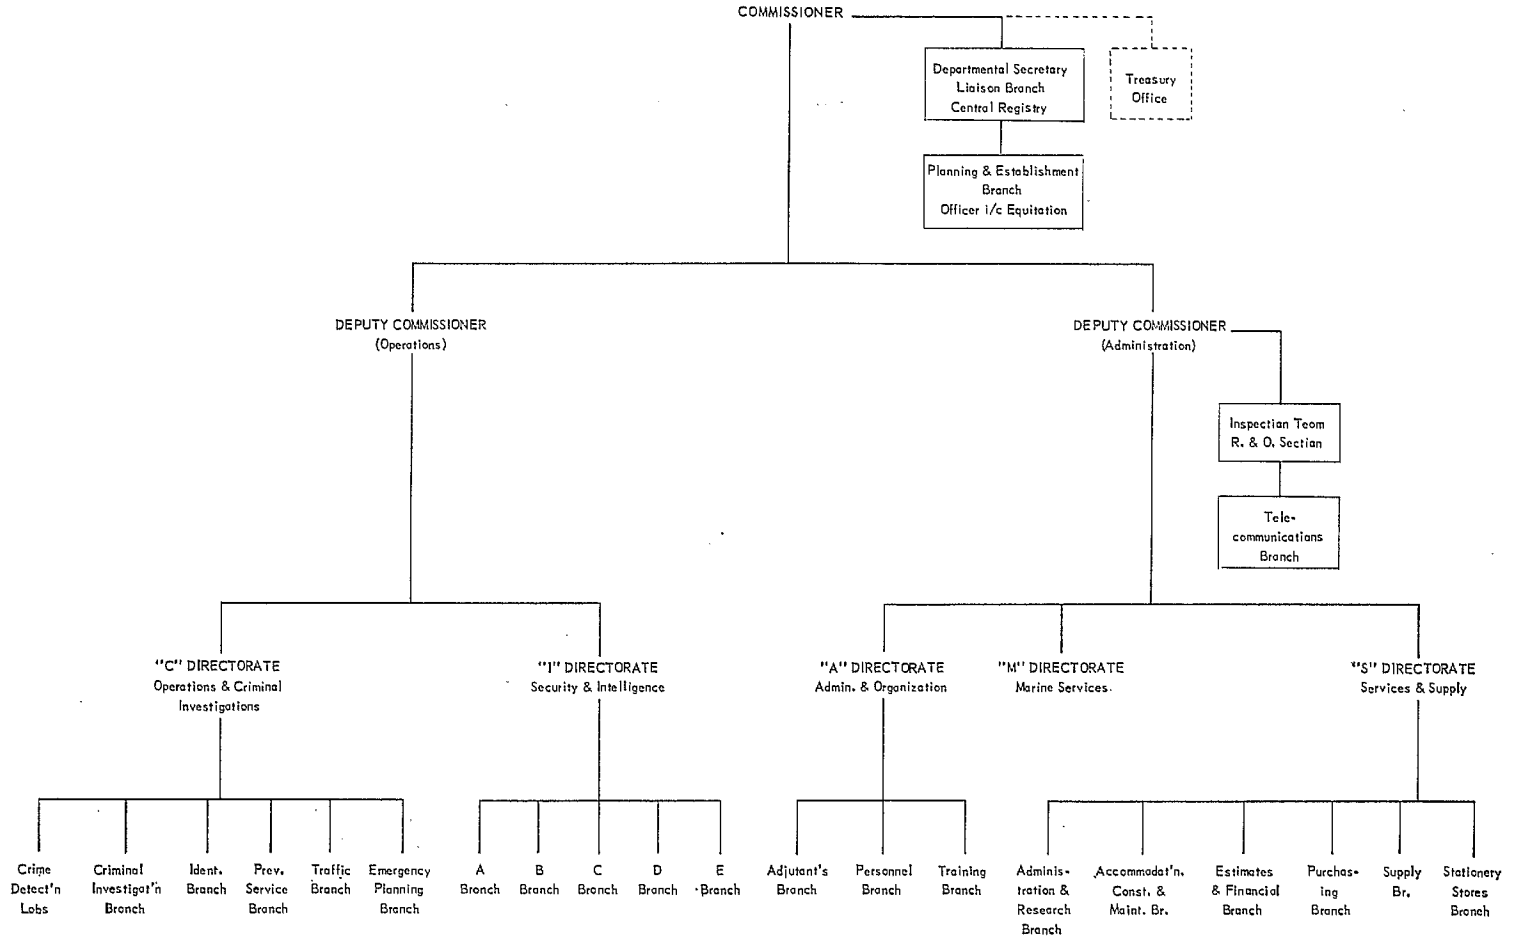 COMMISSIONER
Departmental Secretary
Liaison Branch
Central Registry
Treasury
Office
Planning & Establishment
Branch
Officer i/c Equitation
DEPUTY COMMISSIONER
(Operations)
DEPUTY COMMISSIONER
(Administration)
Inspection Team
R. & O. Section
Tele-
communications
Branch
"C" DIRECTORATE
Operations & Criminal
Investigations
"I" DIRECTORATE
Security & Intelligence
"A" DIRECTORATE
Admin. & Organization
"M" DIRECTORATE
Marine Services
"S" DIRECTORATE
Services & Supply
Crime
Detect'n
Labs
Criminal
Investigat'n
Branch
Ident.
Branch
Prev.
Service
Branch
Traffic
Branch
Emergency
Planning
Branch
A
Branch
B
Branch
C
Branch
D
Branch
E
Branch
Adjutant's
Branch
Personnel
Branch
Training
Branch
Adminis-
tration &
Research
Branch
Accommodat'n.
Const. &
Maint. Br.
Estimates
& Financial
Branch
Purchas-
ing
Branch
Supply
Br.
Stationery
Stores
Branch